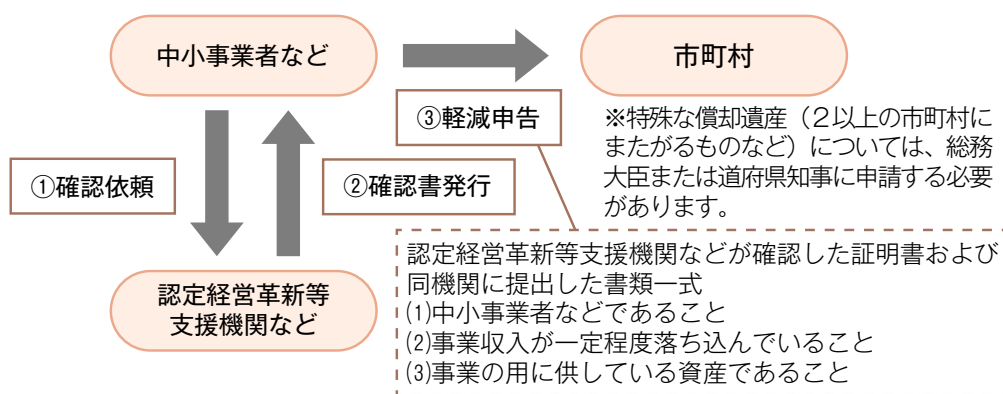 中小事業者など
市町村
③軽減申告
※特殊な償却遺産（２以上の市町村に
またがるものなど）については、総務
大臣または道府県知事に申請する必要
があります。
①確認依頼
②確認書発行
認定経営革新等
支援機関など
認定経営革新等支援機関などが確認した証明書および
同機関に提出した書類一式
⑴中小事業者などであること
⑵事業収入が一定程度落ち込んでいること
⑶事業の用に供している資産であること